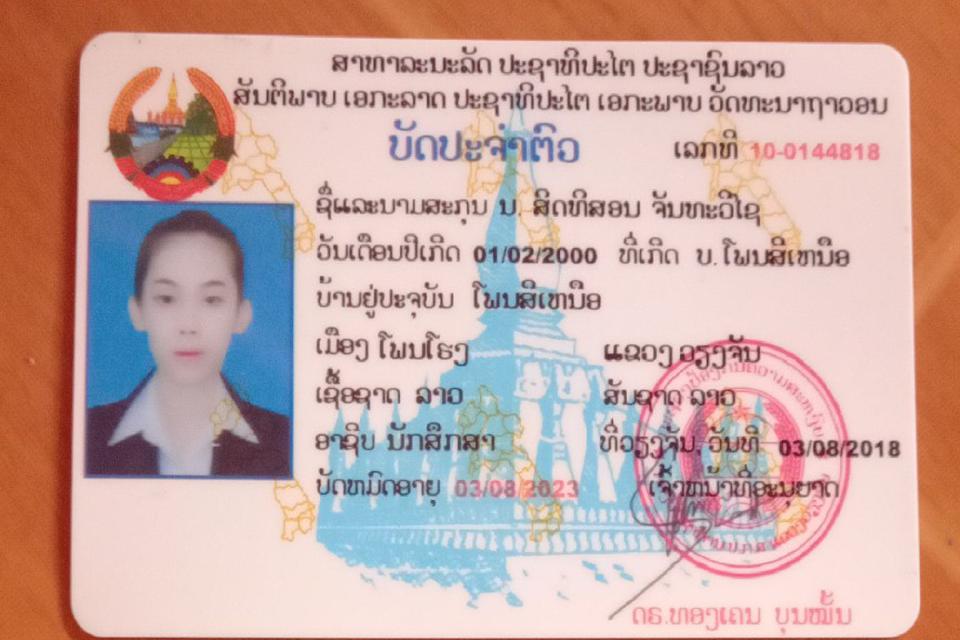 ສາທາລະນະລັດ ປະຊາທິປະໄຕ ປະຊາຊົນລາວ
ສັນຕິພາບ ເອກະລາດ ປະຊາທິປະໄຕ ເອກະພາບ ວັດທະນາຖາວອນ
ບັດປະຈຳຕົວ ເລກທີ 10-0144818
ຊື່ແລະນາມສະກຸນ ນ. ສິດທິສອນ ຈັນທະວີໄຊ
ວັນເດືອນປີເກີດ 01/02/2000 ທີ່ເກີດ ບ. ໂພນສີເຫນືອ
ບ້ານຢູ່ປະຈຸບັນ ໂພນສີເຫນືອ
ເມືອງ ໂພນໂຮງ ແຂວງ ວຽງຈັນ
ເຊື້ອຊາດ ລາວ ສັນຊາດ ລາວ
ອາຊີບ ນັກສຶກສາ ທີ່ວຽງຈັນ, ວັນທີ 03/08/2018
ບັດຫມົດອາຍຸ 03/08/2023 ເຈົ້າຫນ້າທີ່ອະນຸຍາດ
ດຣ.ທອງເຄນ ບຸນໝັ້ນ